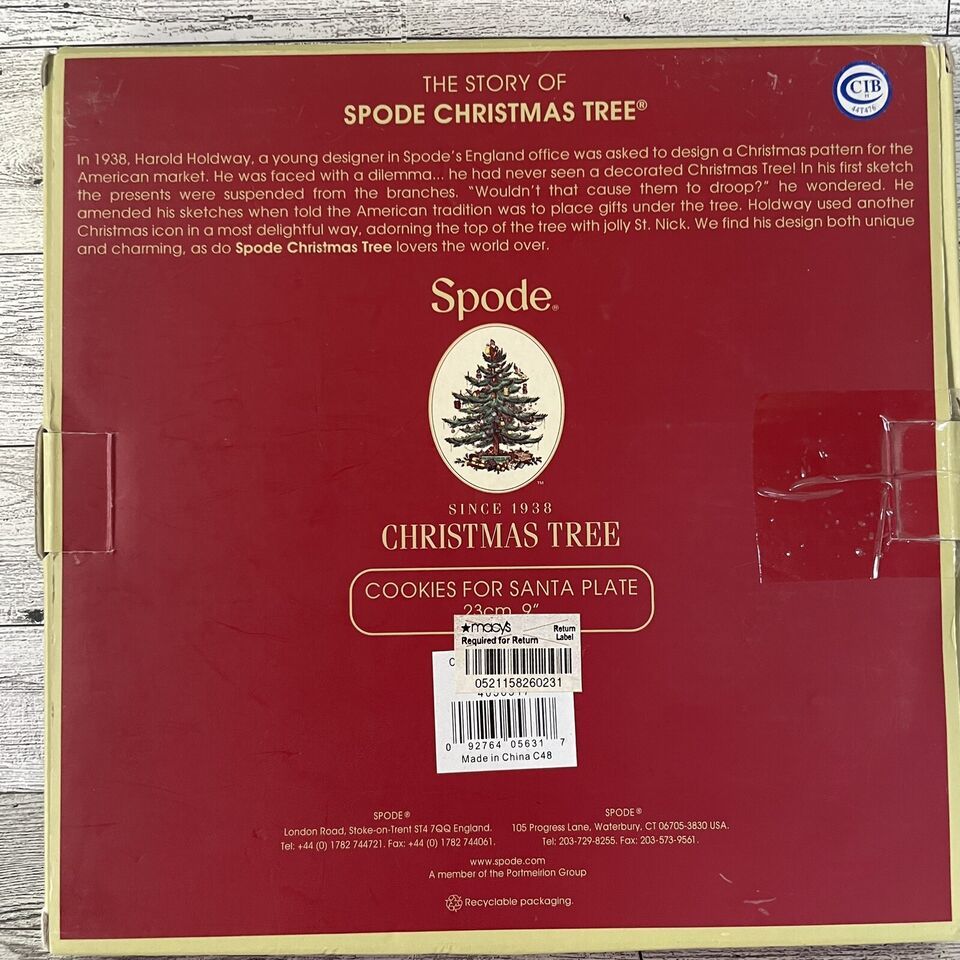 THE STORY OF
SPODE CHRISTMAS TREE®
CIB
In 1938, Harold Holdway, a young designer in Spode's England office was asked to design a Christmas pattern for the
American market. He was faced with a dilemma... he had never seen a decorated Christmas Tree! In his first sketch
the presents were suspended from the branches. "Wouldn't that cause them to droop?" he wondered. He
amended his sketches when told the American tradition was to place gifts under the tree. Holdway used another
Christmas icon in a most delightful way, adorning the top of the tree with jolly St. Nick. We find his design both unique
and charming, as do Spode Christmas Tree lovers the world over.
Spode®
TM
SINCE 1938
CHRISTMAS TREE
COOKIES FOR SANTA PLATE
23cm 9"
★macy's Return
Required for Return Label
0521158260231
C
0 92764 05631 7
Made in China C48
SPODE®
London Road, Stoke-on-Trent ST4 7QQ England.
Tel: +44 (0) 1782 744721. Fax: +44 (0) 1782 744061.
SPODE®
105 Progress Lane, Waterbury, CT 06705-3830 USA.
Tel: 203-729-8255. Fax: 203-573-9561.
www.spode.com
A member of the Portmeirion Group
Recyclable packaging.